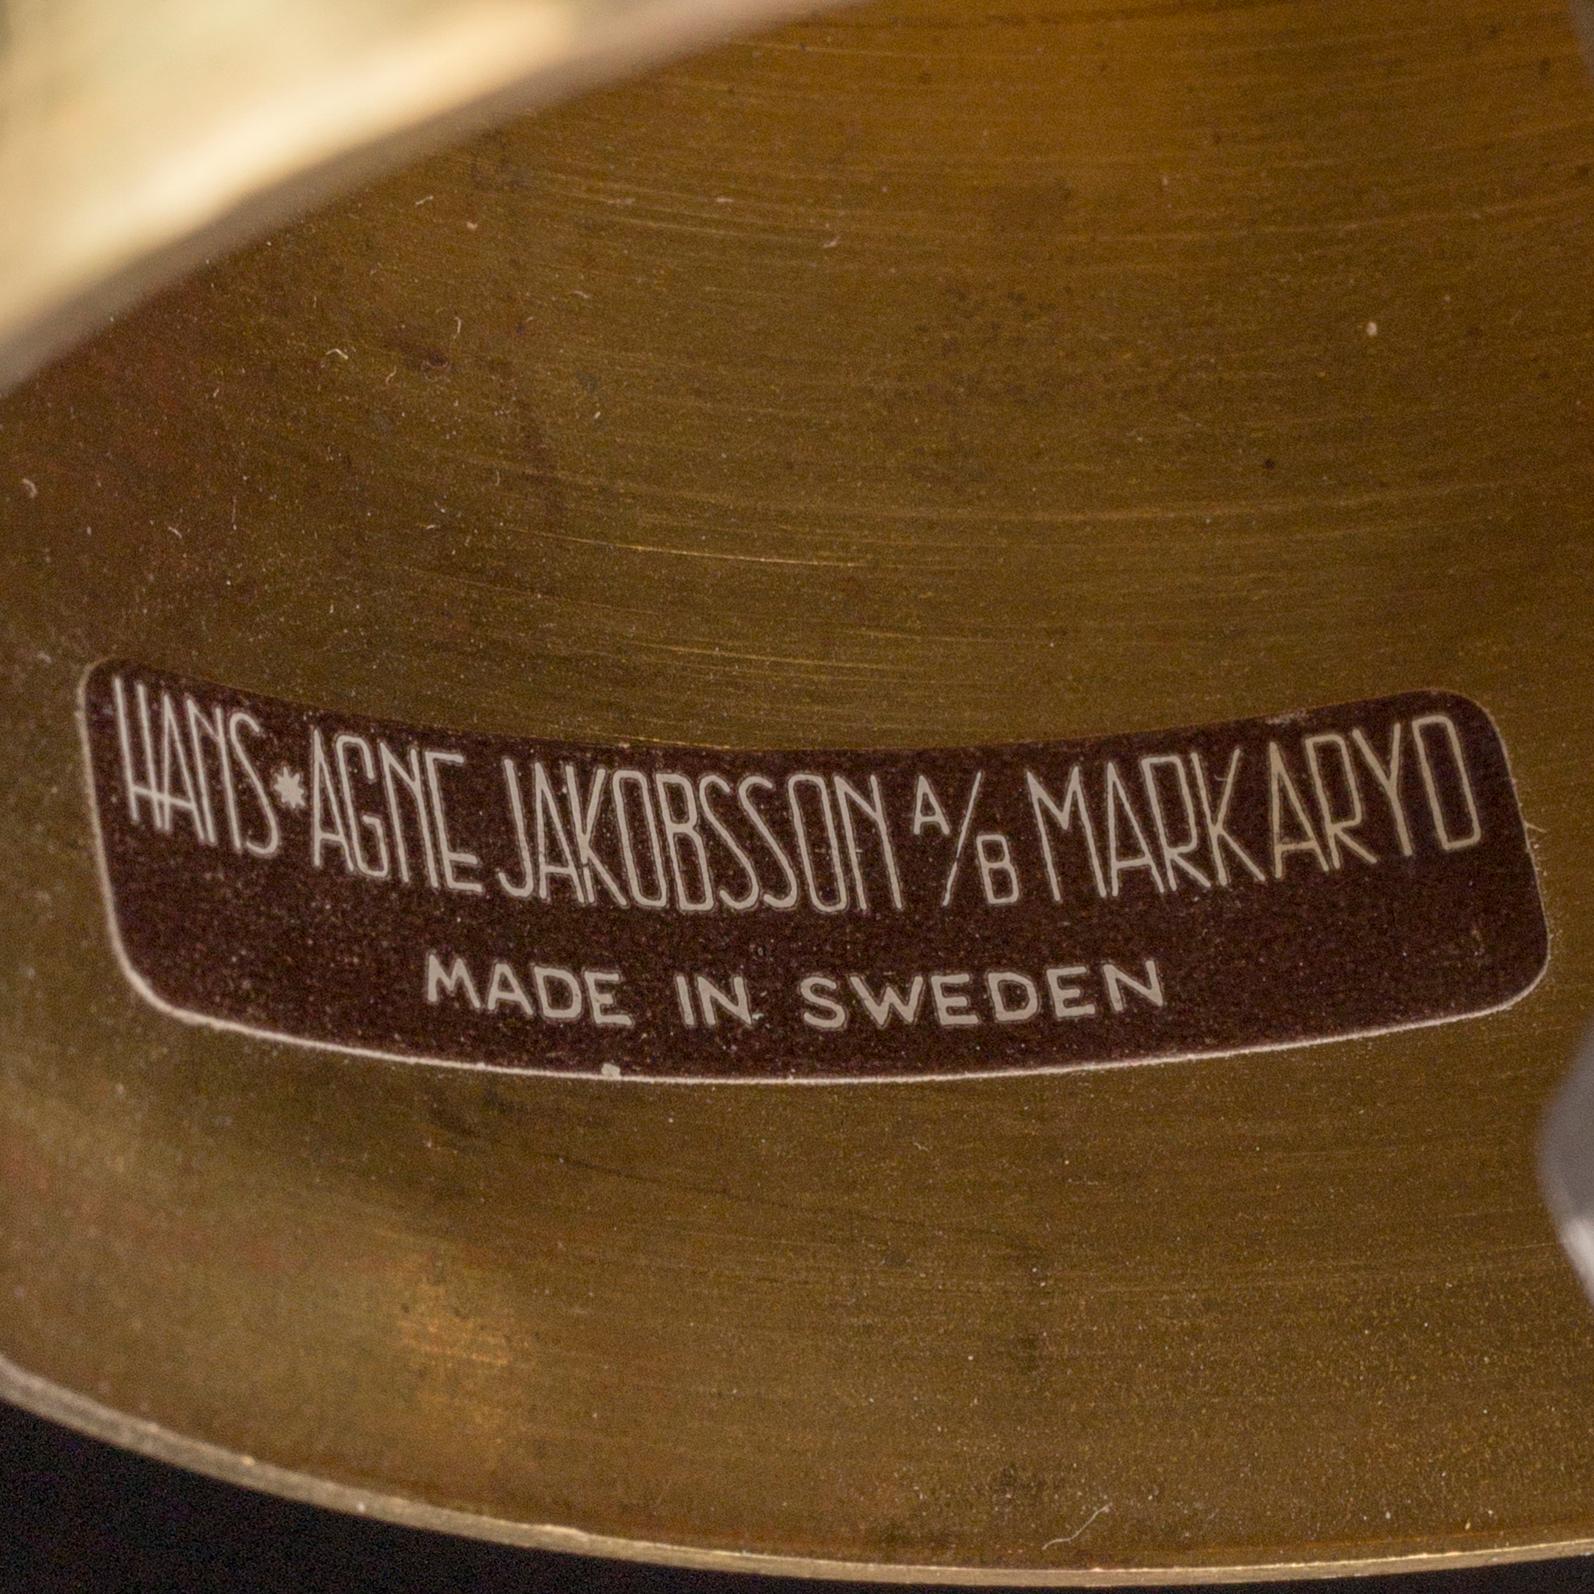 HANS*AGNE JAKOBSSON A/B MARKARYD
MADE IN SWEDEN